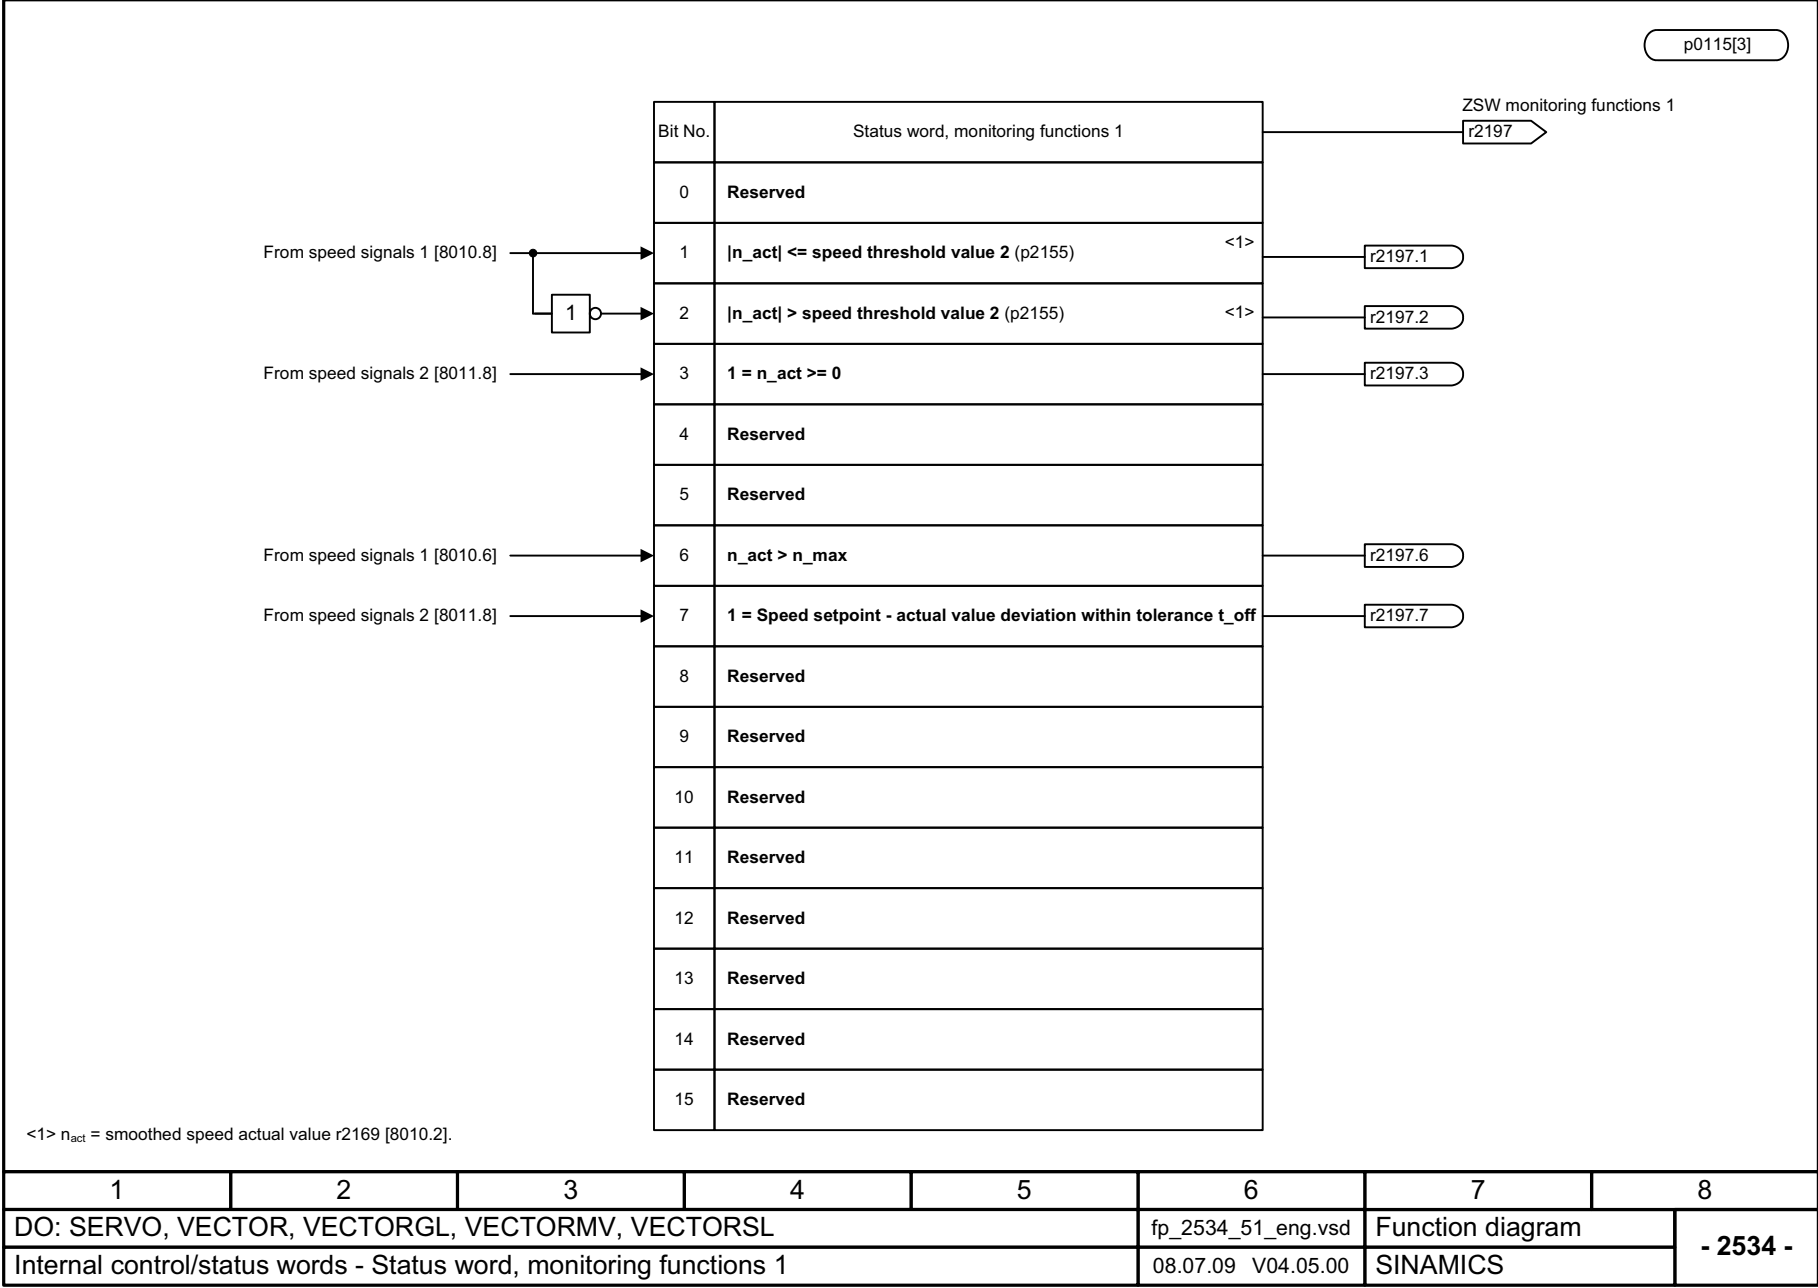 p0115[3]
ZSW monitoring functions 1
Bit No. Status word, monitoring functions 1 r2197
0 Reserved
From speed signals 1 [8010.8] 1 |n_act| <= speed threshold value 2 (p2155) <1> r2197.1
1 2 |n_act| > speed threshold value 2 (p2155) <1> r2197.2
From speed signals 2 [8011.8] 3 1 = n_act >= 0 r2197.3
4 Reserved
5 Reserved
From speed signals 1 [8010.6] 6 n_act > n_max r2197.6
From speed signals 2 [8011.8] 7 1 = Speed setpoint - actual value deviation within tolerance t_off r2197.7
8 Reserved
9 Reserved
10 Reserved
11 Reserved
12 Reserved
13 Reserved
14 Reserved
15 Reserved
<1> nact = smoothed speed actual value r2169 [8010.2].
1 2 3 4 5 6 7 8
DO: SERVO, VECTOR, VECTORGL, VECTORMV, VECTORSL fp_2534_51_eng.vsd Function diagram
- 2534 -
Internal control/status words - Status word, monitoring functions 1 08.07.09 V04.05.00 SINAMICS